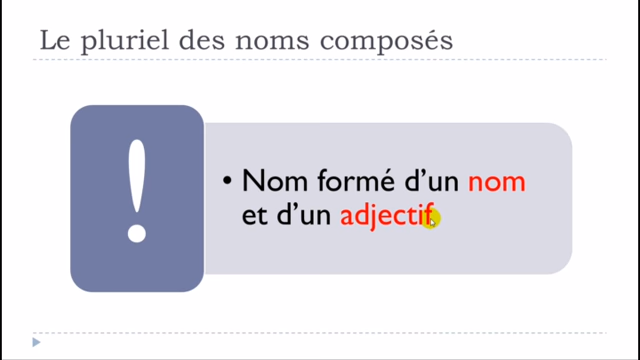 Le pluriel des noms composés
!
• Nom formé d'un nom
et d'un adjectif